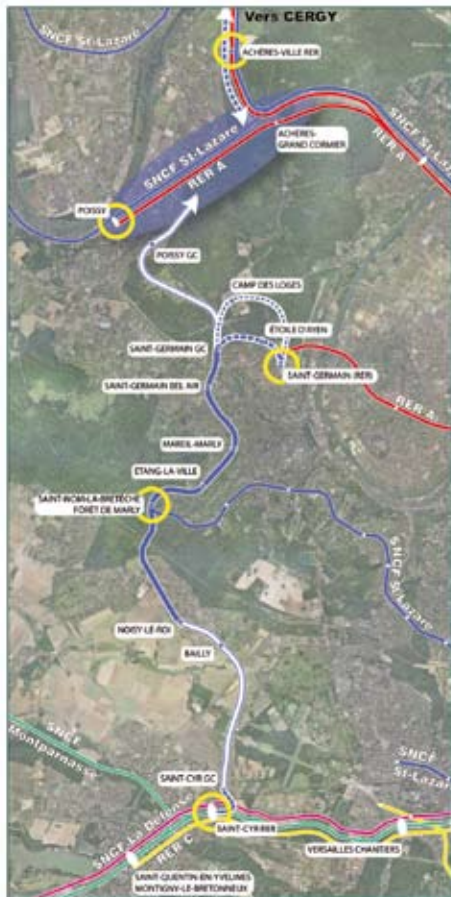 Vers CERGY
SNCF St-Lazare
ACHÈRES-VILLE RER
SNCF St-Lazare
RER A
ACHÈRES-
GRAND CORMIER
SNCF St-Lazare
RER A
POISSY
POISSY GC
CAMP DES LOGES
ÉTOILE D'AYEN
SAINT-GERMAIN GC
SAINT-GERMAIN (RER)
SAINT-GERMAIN BEL AIR
RER A
MAREIL-MARLY
ETANG-LA-VILLE
SAINT-NOM-LA-BRETÈCHE
FORÊT DE MARLY
SNCF
St-Lazare
NOISY-LE-ROI
BAILLY
SNCF
Montparnasse
SNCF
St-Lazare
SAINT-CYR GC
SNCF La Défense
RER C
SAINT-CYR RER
VERSAILLES CHANTIERS
SAINT-QUENTIN-EN-YVELINES
MONTIGNY-LE-BRETONNEUX